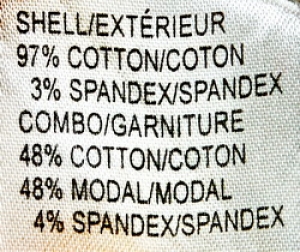 SHELL/EXTÉRIEUR
97% COTTON/COTON
3% SPANDEX/SPANDEX
COMBO/GARNITURE
48% COTTON/COTON
48% MODAL/MODAL
4% SPANDEX/SPANDEX